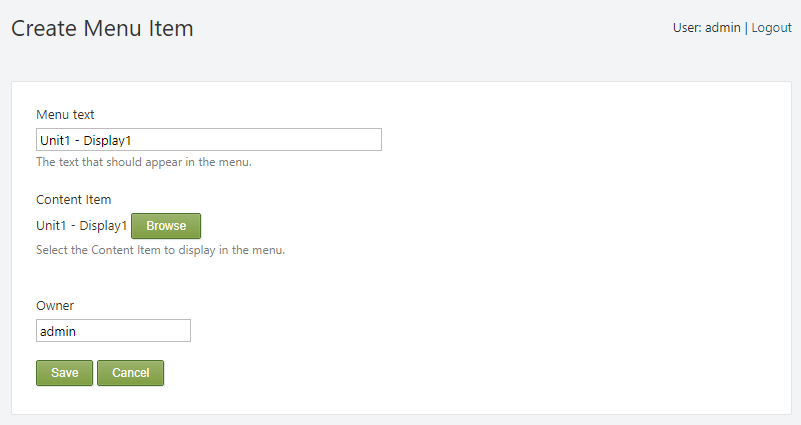 Create Menu Item
User: admin | Logout
Menu text
Unit1 - Display1
The text that should appear in the menu.
Content Item
Unit1 - Display1 Browse
Select the Content Item to display in the menu.
Owner
admin
Save Cancel